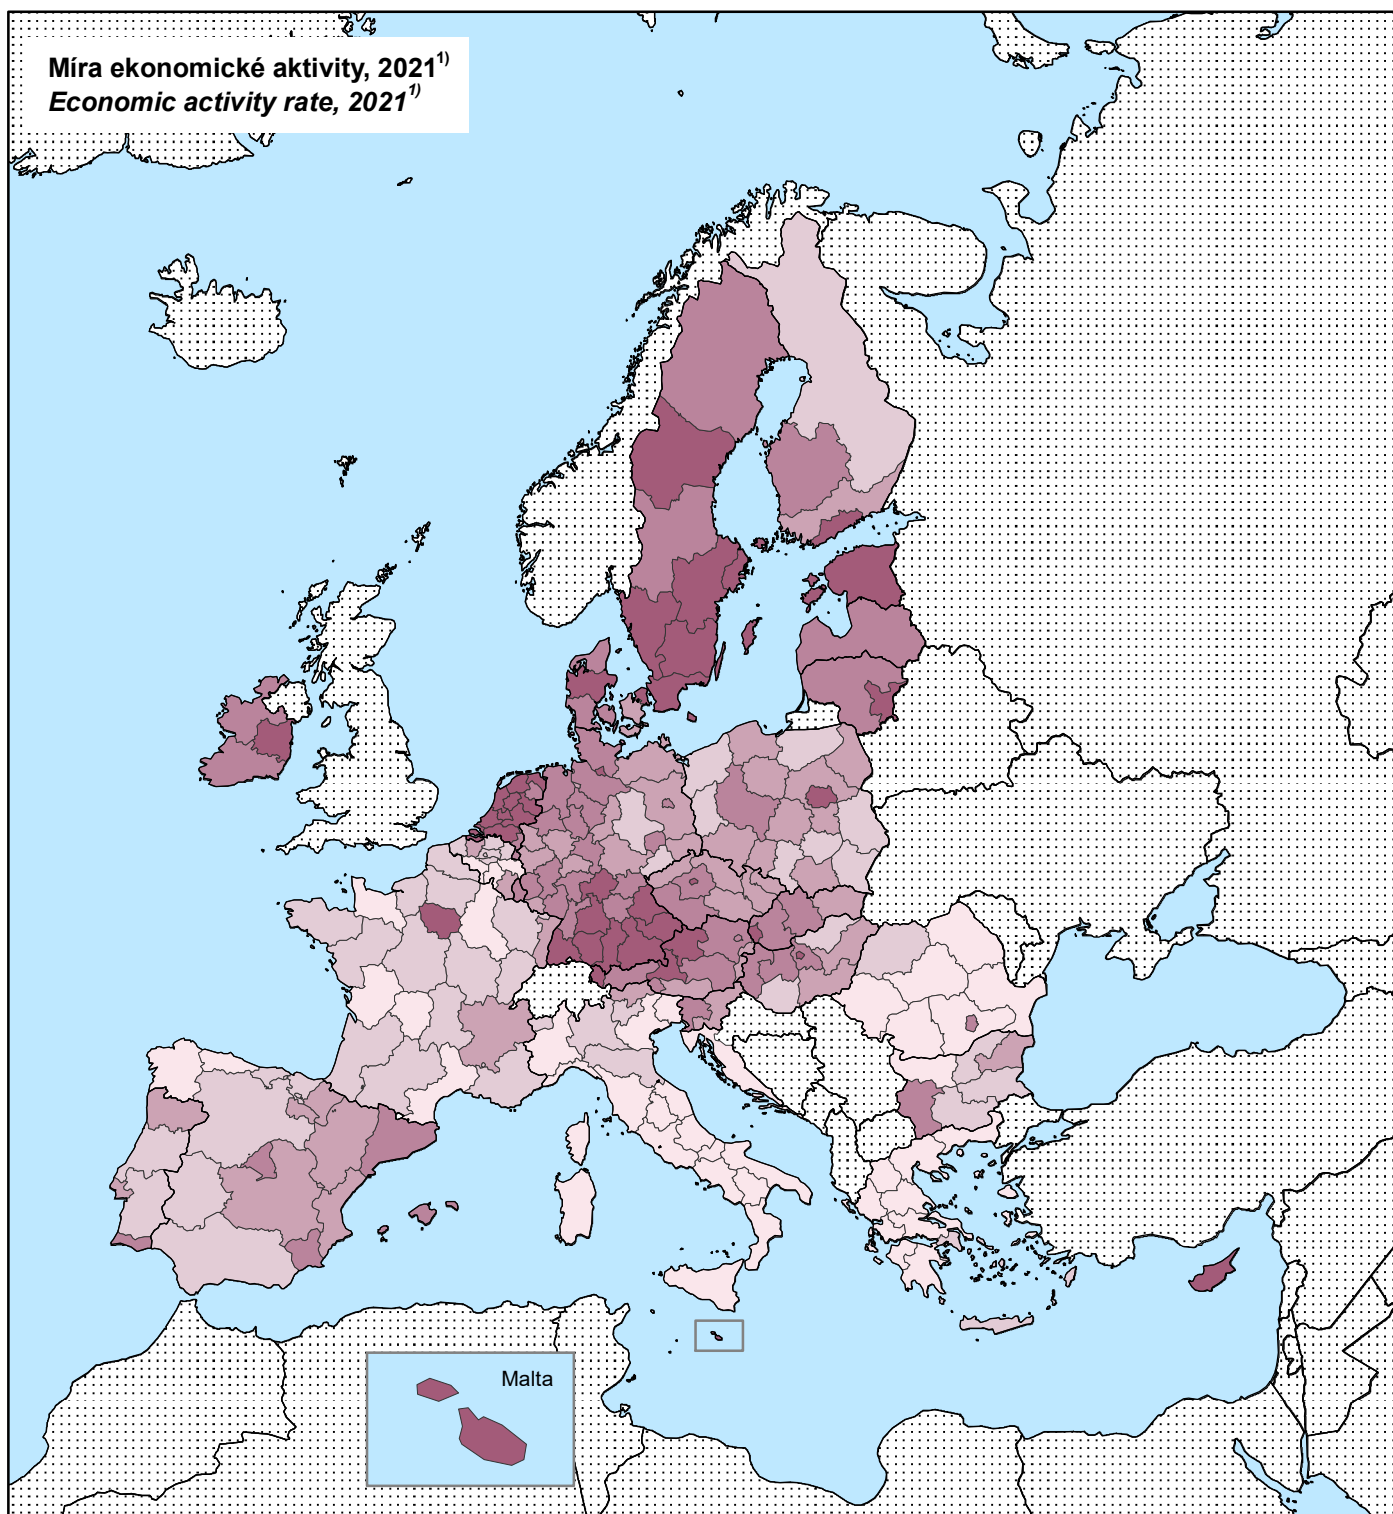 Míra ekonomické aktivity, 2021¹⁾
Economic activity rate, 2021¹⁾
Malta